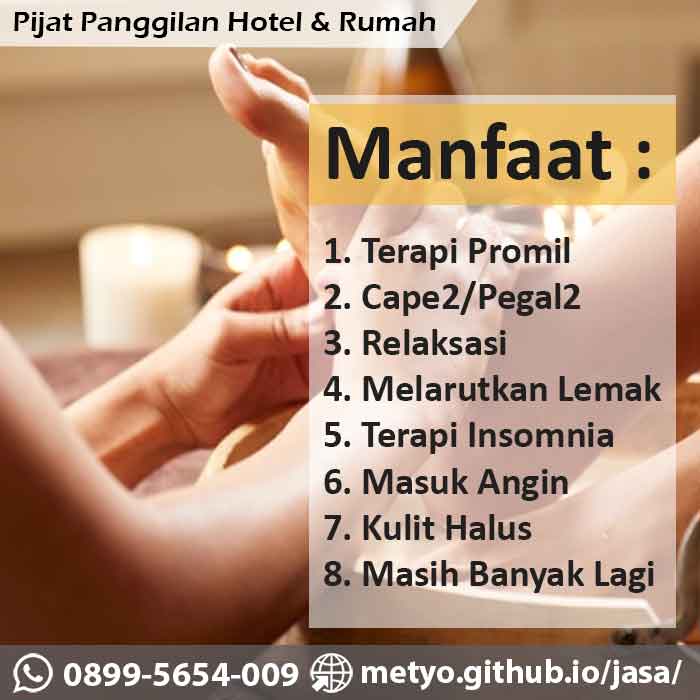 Pijat Panggilan Hotel & Rumah
Manfaat :
1. Terapi Promil
2. Cape2/Pegal2
3. Relaksasi
4. Melarutkan Lemak
5. Terapi Insomnia
6. Masuk Angin
7. Kulit Halus
8. Masih Banyak Lagi
0899-5654-009 metyo.github.io/jasa/